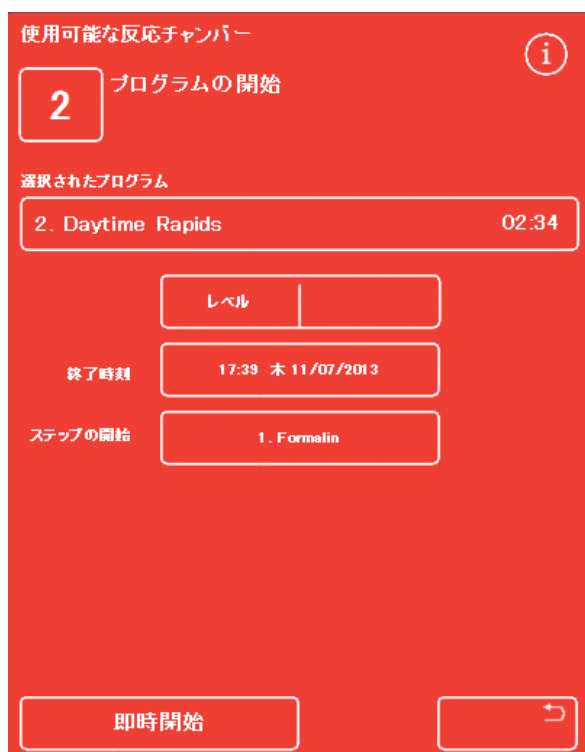 使用可能な反応チャンバー
i
2
プログラムの開始
選択されたプログラム
2. Daytime Rapids 02:34
レベル
終了時刻 17:39 木 11/07/2013
ステップの開始 1. Formalin
即時開始